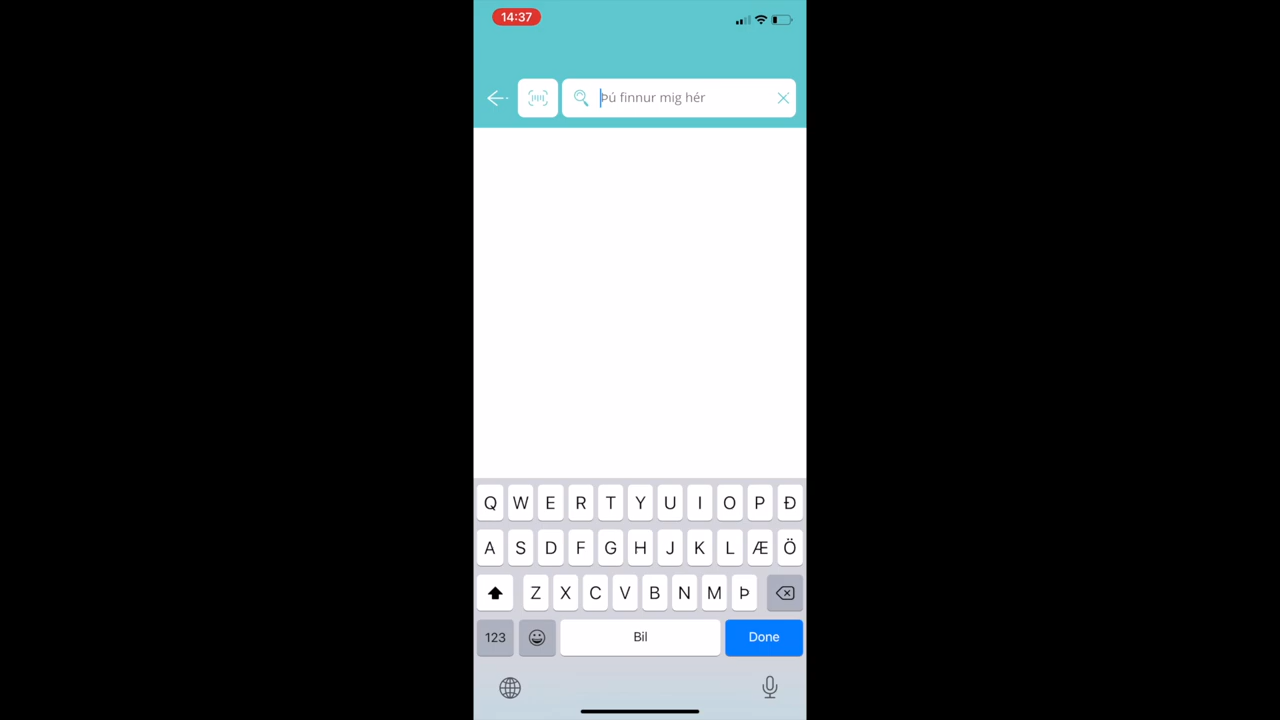 14:37
Þú finnur mig hér
Q W E R T Y U I O P Ð
A S D F G H J K L Æ Ö
Z X C V B N M Þ
123 Bil Done